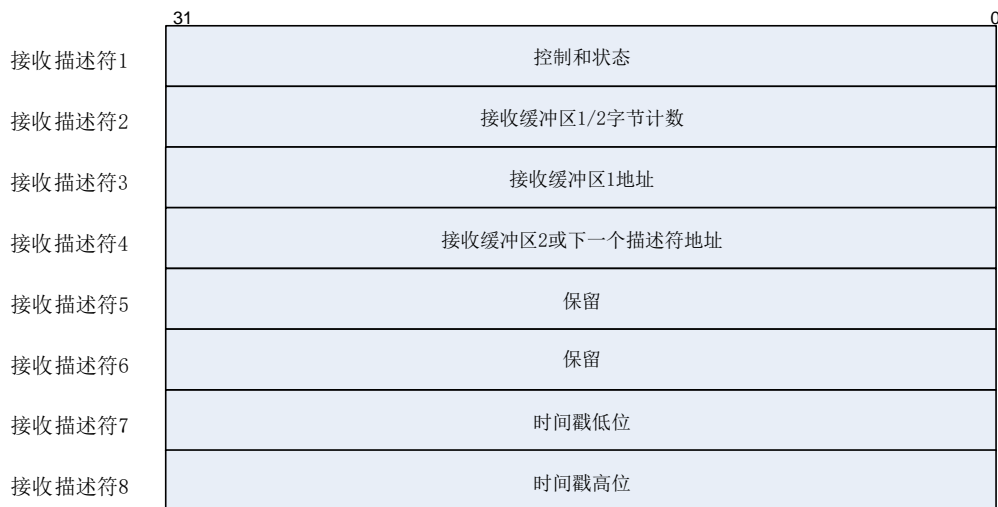 31 0
接收描述符1 控制和状态
接收描述符2 接收缓冲区1/2字节计数
接收描述符3 接收缓冲区1地址
接收描述符4 接收缓冲区2或下一个描述符地址
接收描述符5 保留
接收描述符6 保留
接收描述符7 时间戳低位
接收描述符8 时间戳高位